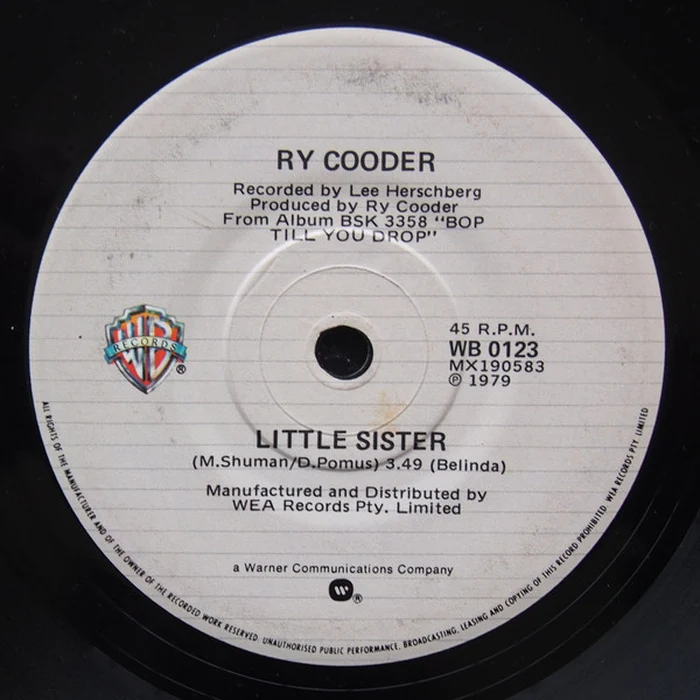 RY COODER
Recorded by Lee Herschberg
Produced by Ry Cooder
From Album BSK 3358 "BOP
TILL YOU DROP"
WB
RECORDS
®
45 R.P.M.
WB 0123
MX190583
℗ 1979
LITTLE SISTER
(M.Shuman/D.Pomus) 3.49 (Belinda)
Manufactured and Distributed by
WEA Records Pty. Limited
a Warner Communications Company
®
ALL RIGHTS OF THE MANUFACTURER AND OF THE OWNER OF THE RECORDED WORK RESERVED. UNAUTHORISED PUBLIC PERFORMANCE, BROADCASTING, LEASING AND COPYING OF THIS RECORD PROHIBITED. WEA RECORDS PTY. LIMITED